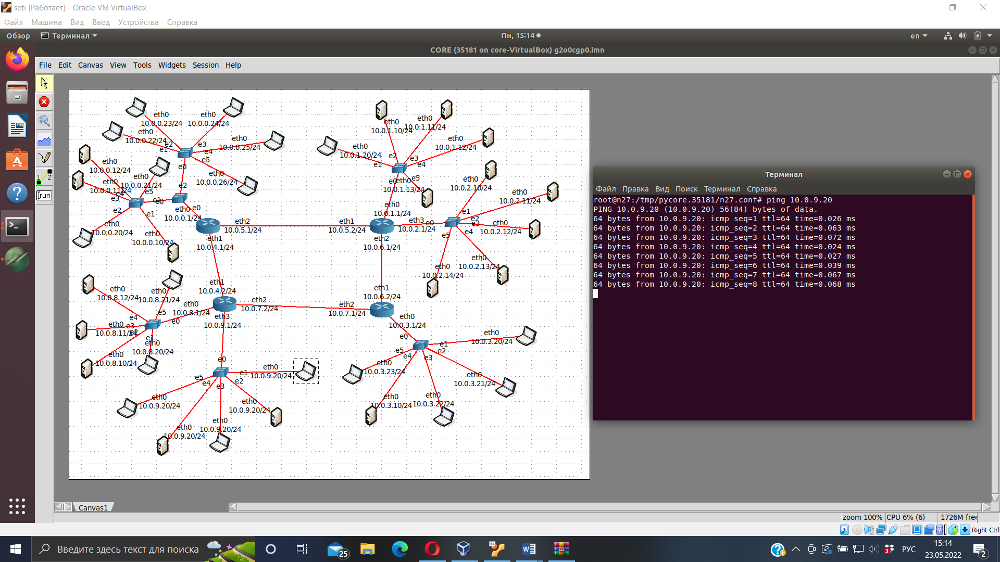 seti [Работает] - Oracle VM VirtualBox
Файл Машина Вид Ввод Устройства Справка
Обзор Терминал Пн, 15:14 en
CORE (35181 on core-VirtualBox) g2o0cgp0.imn
File Edit Canvas View Tools Widgets Session Help
eth0
10.0.0.23/24
eth0
10.0.0.24/24
eth0
10.0.0.22/24
eth0
10.0.0.25/24
e2
e1
e3
e4
e5
e0
eth0
10.0.0.26/24
eth0
10.0.0.12/24
eth0
10.0.0.21/24
eth0
10.0.0.11/24
e4
e3
e5
e1
e0
e2
e2
e1
e0
eth0
10.0.0.1/24
eth0
10.0.0.20/24
eth0
10.0.0.10/24
eth2
10.0.5.1/24
eth1
10.0.5.2/24
eth1
10.0.4.1/24
eth0
10.0.1.10/24
eth0
10.0.1.11/24
eth0
10.0.1.12/24
eth0
10.0.1.20/24
e2
e1
e3
e4
e5
e0
eth0
10.0.1.13/24
eth0
10.0.1.1/24
eth3
10.0.2.1/24
eth2
10.0.6.1/24
eth0
10.0.2.10/24
eth0
10.0.2.11/24
eth0
10.0.2.12/24
eth0
10.0.2.13/24
eth0
10.0.2.14/24
e0
e1
e2
e3
e4
e5
eth1
10.0.4.2/24
eth2
10.0.7.2/24
eth2
10.0.7.1/24
eth1
10.0.6.2/24
eth0
10.0.3.1/24
eth0
10.0.8.12/24
eth0
10.0.8.21/24
eth0
10.0.8.1/24
eth3
10.0.9.1/24
e4
e5
e0
e3
e2
e1
eth0
10.0.8.11/24
eth0
10.0.8.20/24
eth0
10.0.8.10/24
e0
e1
e2
e3
e4
e5
eth0
10.0.9.20/24
eth0
10.0.9.20/24
eth0
10.0.9.20/24
eth0
10.0.9.20/24
eth0
10.0.9.20/24
e0
e1
e2
e3
e4
e5
eth0
10.0.3.20/24
eth0
10.0.3.23/24
eth0
10.0.3.21/24
eth0
10.0.3.10/24
eth0
10.0.3.22/24
1 2
run
Терминал
Файл Правка Вид Поиск Терминал Справка
root@n27:/tmp/pycore.35181/n27.conf# ping 10.0.9.20
PING 10.0.9.20 (10.0.9.20) 56(84) bytes of data.
64 bytes from 10.0.9.20: icmp_seq=1 ttl=64 time=0.026 ms
64 bytes from 10.0.9.20: icmp_seq=2 ttl=64 time=0.063 ms
64 bytes from 10.0.9.20: icmp_seq=3 ttl=64 time=0.072 ms
64 bytes from 10.0.9.20: icmp_seq=4 ttl=64 time=0.024 ms
64 bytes from 10.0.9.20: icmp_seq=5 ttl=64 time=0.027 ms
64 bytes from 10.0.9.20: icmp_seq=6 ttl=64 time=0.039 ms
64 bytes from 10.0.9.20: icmp_seq=7 ttl=64 time=0.067 ms
64 bytes from 10.0.9.20: icmp_seq=8 ttl=64 time=0.068 ms
Canvas1
zoom 100% CPU 6% (6) 1726M free
Right Ctrl
Введите здесь текст для поиска
25
РУС
15:14
23.05.2022
2